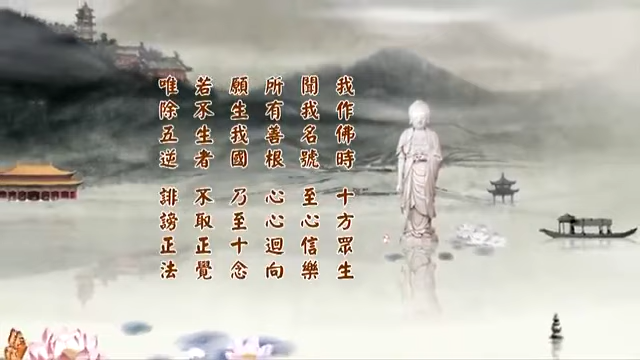 我作佛時 十方眾生
聞我名號 至心信樂
所有善根 心心迴向
願生我國 乃至十念
若不生者 不取正覺
唯除五逆 誹謗正法